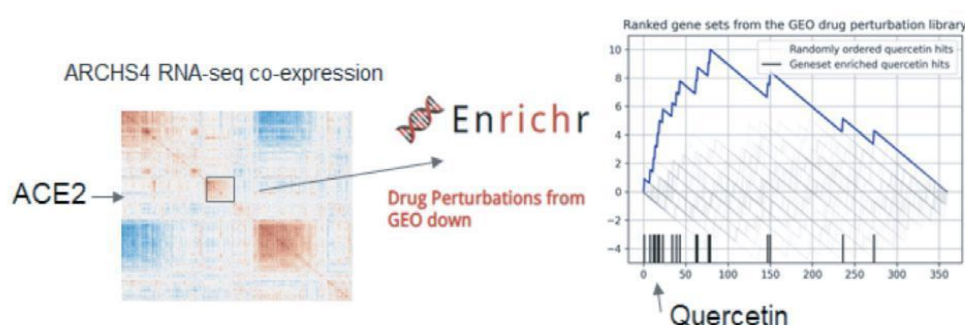 ARCHS4 RNA-seq co-expression
ACE2
Enrichr
Drug Perturbations from
GEO down
Ranked gene sets from the GEO drug perturbation library
Randomly ordered quercetin hits
Geneset enriched quercetin hits
10
8
6
4
2
0
−2
−4
0 50 100 150 200 250 300 350
Quercetin